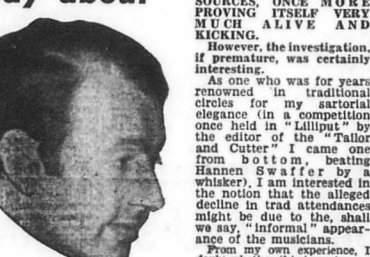 SOURCES, ONCE MORE
PROVING ITSELF VERY
MUCH ALIVE AND
KICKING.
However, the investigation,
if premature, was certainly
interesting.
As one who was for years
renowned in traditional
circles for my sartorial
elegance (in a competition
once held in "Lilliput" by
the editor of the "Tailor
and Cutter" I came one
from bottom, beating
Hannen Swaffer by a
whisker), I am interested in
the notion that the alleged
decline in trad attendances
might be due to the, shall
we say, "informal" appear-
ance of the musicians.
From my own experience, I